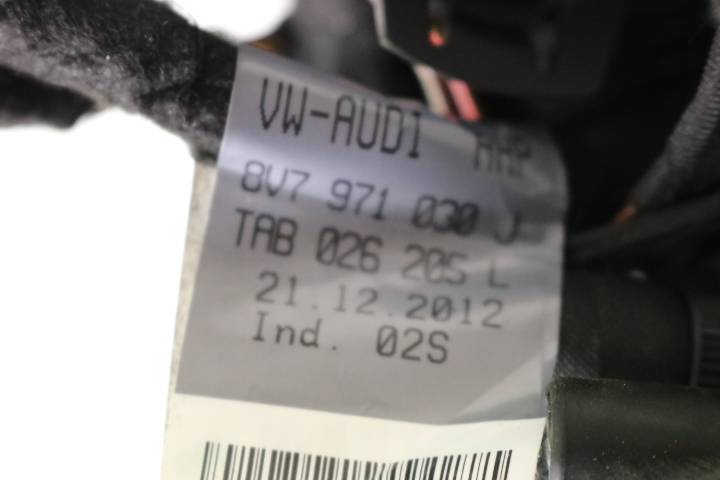 VW-AUDI
8V7 971 030 J
TAB 026 205 L
21.12.2012
Ind. 02S